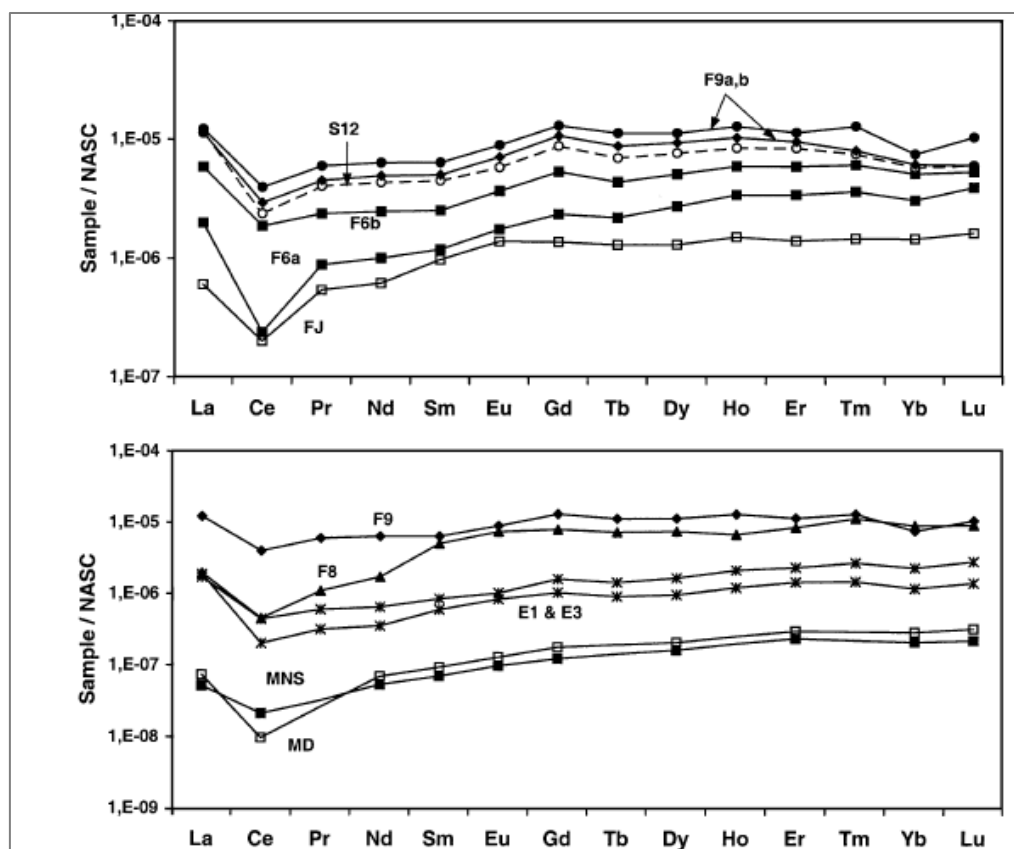 1,E-04
F9a,b
S12
1,E-05
F6b
F6a
1,E-06
FJ
1,E-07
Sample / NASC
La Ce Pr Nd Sm Eu Gd Tb Dy Ho Er Tm Yb Lu
1,E-04
F9
1,E-05
F8
1,E-06
E1 & E3
1,E-07
MNS
1,E-08
MD
1,E-09
Sample / NASC
La Ce Pr Nd Sm Eu Gd Tb Dy Ho Er Tm Yb Lu